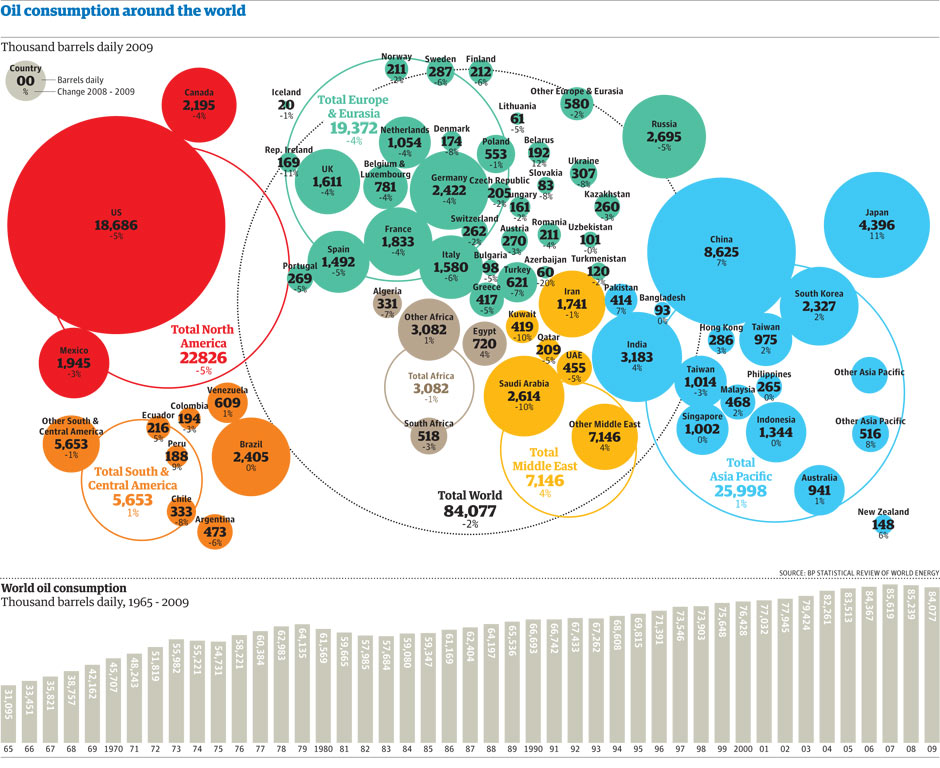 Oil consumption around the world
Thousand barrels daily 2009
Country
00
%
Barrels daily
Change 2008 - 2009
Canada
2,195
-4%
US
18,686
-5%
Mexico
1,945
-3%
Total North
America
22826
-5%
Iceland
20
-1%
Norway
211
-2%
Sweden
287
-6%
Finland
212
-6%
Total Europe
& Eurasia
19,372
-4%
Lithuania
61
-5%
Other Europe & Eurasia
580
-2%
Russia
2,695
-5%
Rep. Ireland
169
-11%
Netherlands
1,054
-4%
Denmark
174
-8%
Poland
553
-1%
Belarus
192
12%
Ukraine
307
-8%
UK
1,611
-4%
Belgium &
Luxembourg
781
-4%
Germany
2,422
-4%
Czech Republic
205
-2%
Slovakia
83
-8%
Hungary
161
-2%
Kazakhstan
260
-3%
Switzerland
262
-2%
Austria
270
-3%
Romania
211
-4%
Uzbekistan
101
-0%
France
1,833
-4%
Spain
1,492
-5%
Italy
1,580
-6%
Bulgaria
98
-5%
Portugal
269
-5%
Turkey
621
-7%
Azerbaijan
60
-20%
Turkmenistan
120
-2%
Greece
417
-5%
China
8,625
7%
Japan
4,396
11%
Algeria
331
-7%
Other Africa
3,082
1%
Egypt
720
4%
Total Africa
3,082
-1%
South Africa
518
-3%
Iran
1,741
-1%
Kuwait
419
-10%
Qatar
209
-5%
UAE
455
-5%
Saudi Arabia
2,614
-10%
Other Middle East
7,146
4%
Total
Middle East
7,146
4%
Pakistan
414
7%
Bangladesh
93
0%
India
3,183
4%
South Korea
2,327
2%
Hong Kong
286
3%
Taiwan
975
2%
Taiwan
1,014
-3%
Malaysia
468
2%
Philippines
265
0%
Other Asia Pacific
Singapore
1,002
0%
Indonesia
1,344
0%
Other Asia Pacific
516
8%
Total
Asia Pacific
25,998
1%
Australia
941
1%
New Zealand
148
6%
Venezuela
609
1%
Colombia
194
-3%
Ecuador
216
5%
Other South &
Central America
5,653
-1%
Peru
188
9%
Brazil
2,405
0%
Total South &
Central America
5,653
1%
Chile
333
-8%
Argentina
473
-6%
Total World
84,077
-2%
SOURCE: BP STATISTICAL REVIEW OF WORLD ENERGY
World oil consumption
Thousand barrels daily, 1965 - 2009
31,095 33,451 35,821 38,757 42,162 45,707 48,243 51,819 55,982 55,221 54,731 58,221 60,384 62,983 64,135 61,569 59,665 57,985 57,684 59,080 59,347 61,169 62,404 64,197 65,536 66,693 66,742 67,433 67,262 68,608 69,815 71,391 73,546 73,903 75,648 76,428 77,032 77,945 79,424 82,261 83,513 84,367 85,619 85,239 84,077
65 66 67 68 69 1970 71 72 73 74 75 76 77 78 79 1980 81 82 83 84 85 86 87 88 89 1990 91 92 93 94 95 96 97 98 99 2000 01 02 03 04 05 06 07 08 09